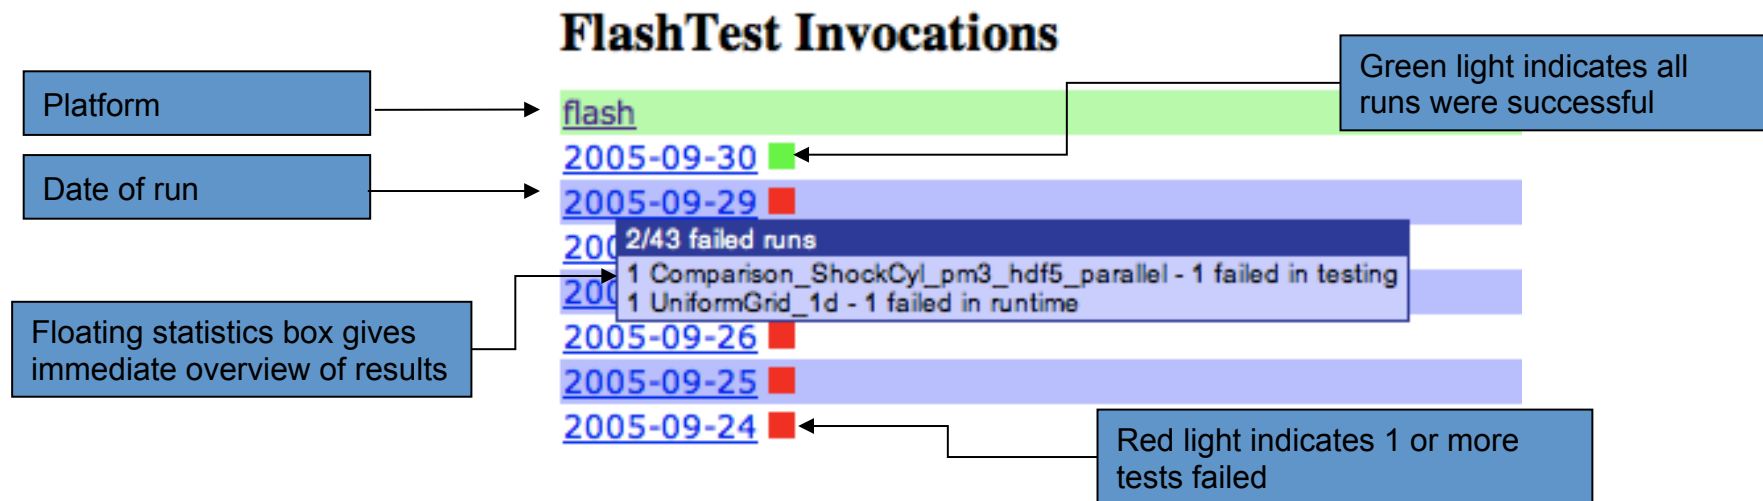 FlashTest Invocations
Platform
flash
Green light indicates all
runs were successful
2005-09-30
Date of run
2005-09-29
2/43 failed runs
1 Comparison_ShockCyl_pm3_hdf5_parallel - 1 failed in testing
1 UniformGrid_1d - 1 failed in runtime
Floating statistics box gives
immediate overview of results
2005-09-26
2005-09-25
2005-09-24
Red light indicates 1 or more
tests failed